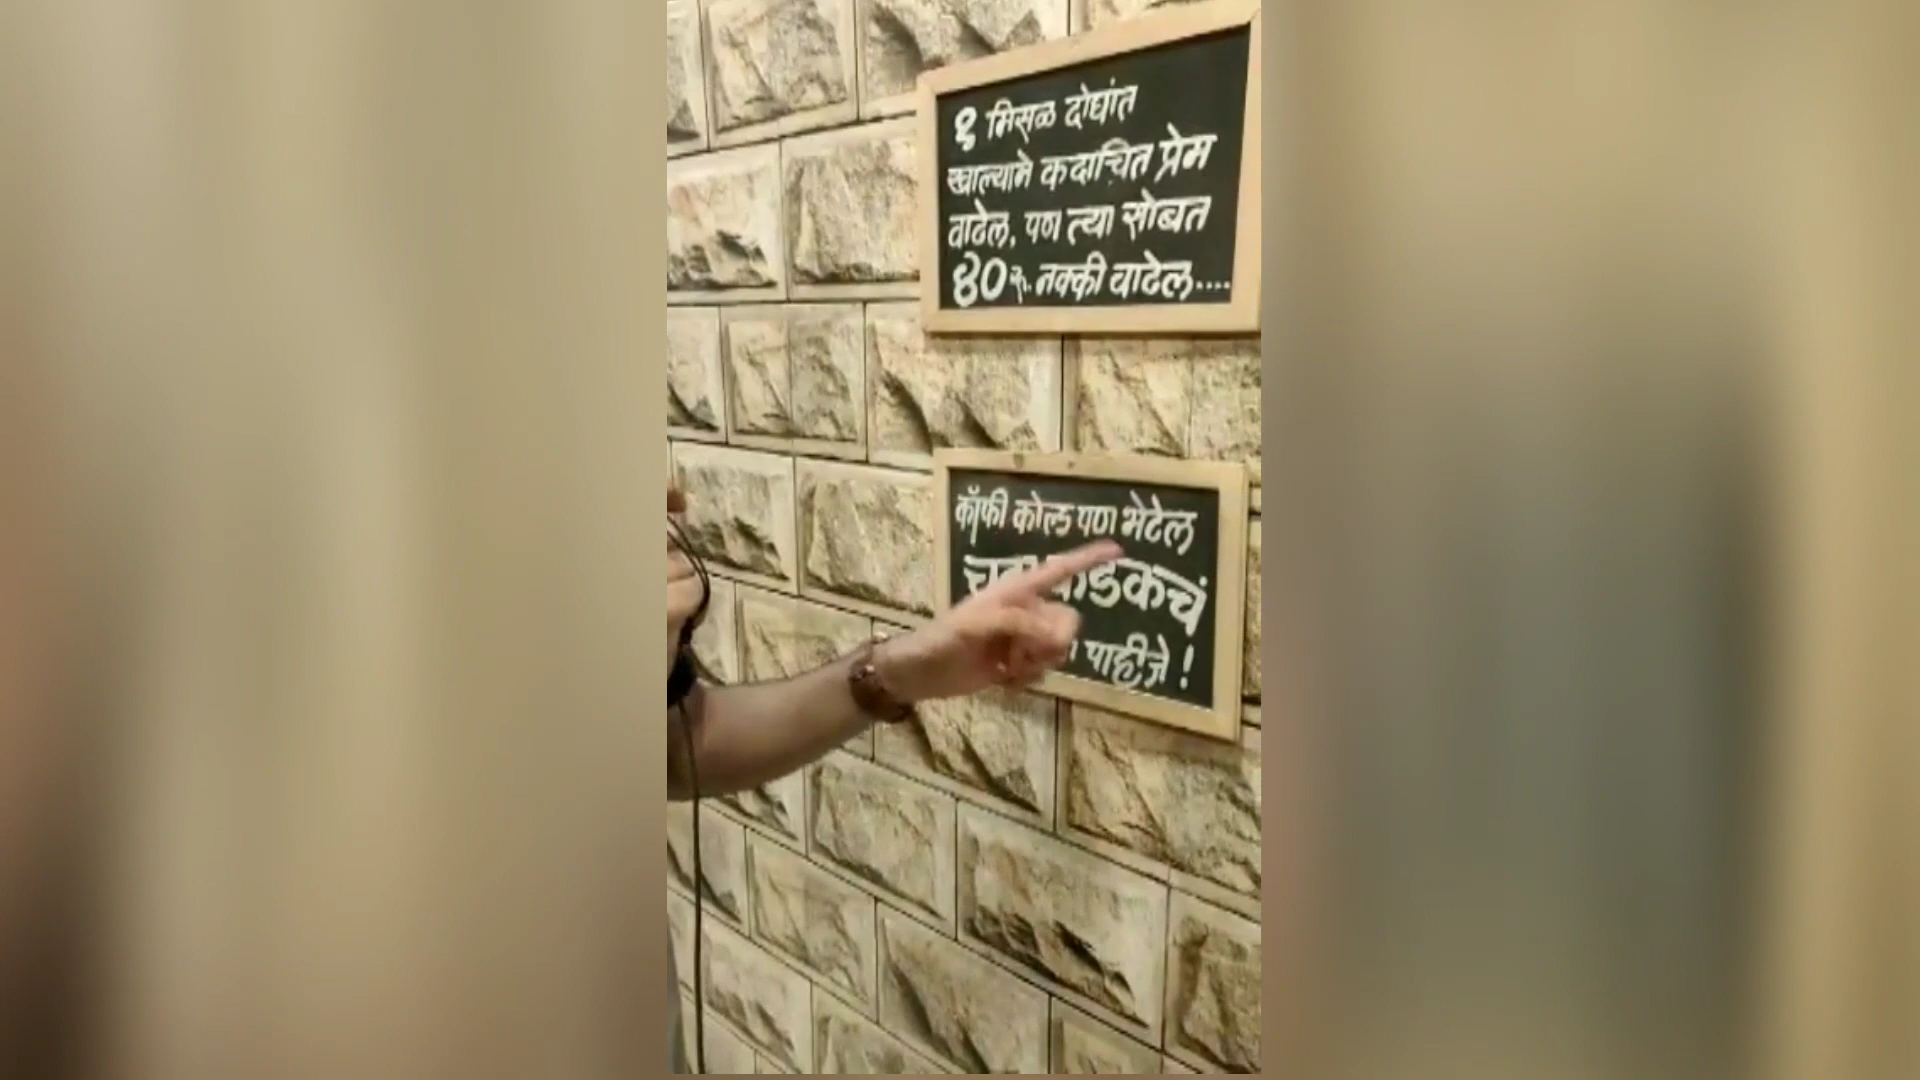 १ मिसळ दोघांत
खाल्याने कदाचित प्रेम
वाढेल, पण त्या सोबत
४० रू. नक्की वाढेल....
कॉफी कोल पण भेटेल
पाहीजे !